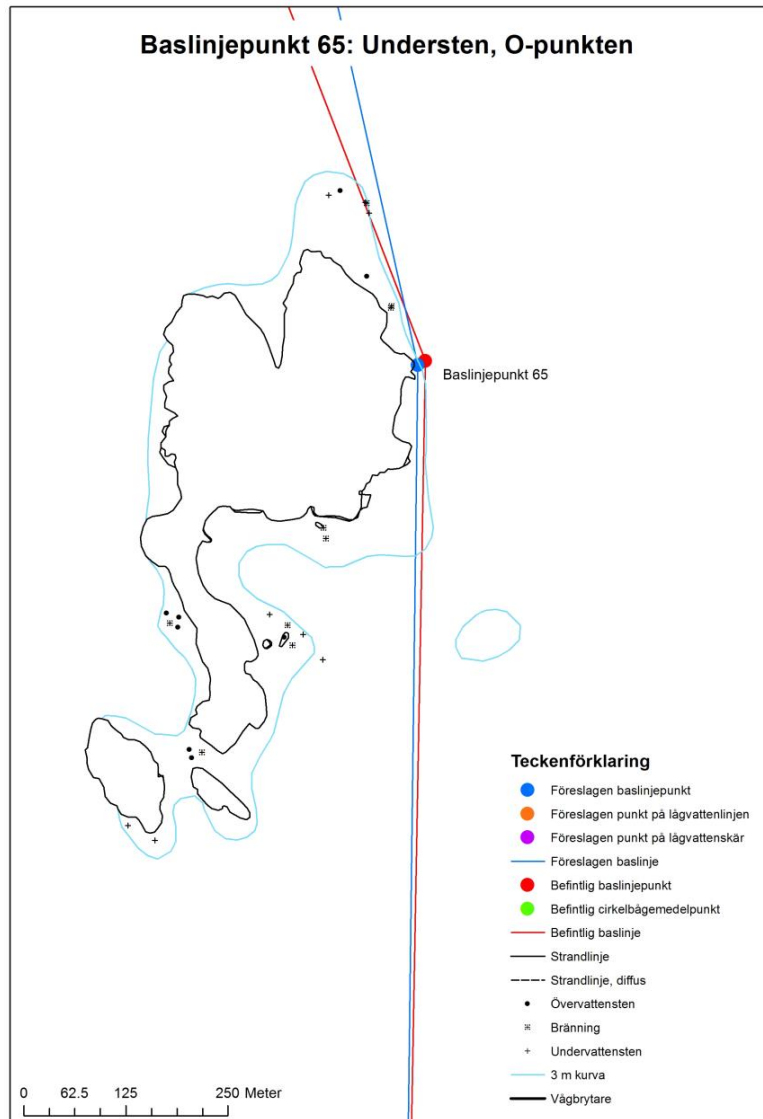 Baslinjepunkt 65: Understen, O-punkten
Baslinjepunkt 65
Teckenförklaring
Föreslagen baslinjepunkt
Föreslagen punkt på lågvattenlinjen
Föreslagen punkt på lågvattenskär
Föreslagen baslinje
Befintlig baslinjepunkt
Befintlig cirkelbågemedelpunkt
Befintlig baslinje
Strandlinje
Strandlinje, diffus
Övervattensten
Bränning
Undervattensten
3 m kurva
Vågbrytare
0 62.5 125 250 Meter